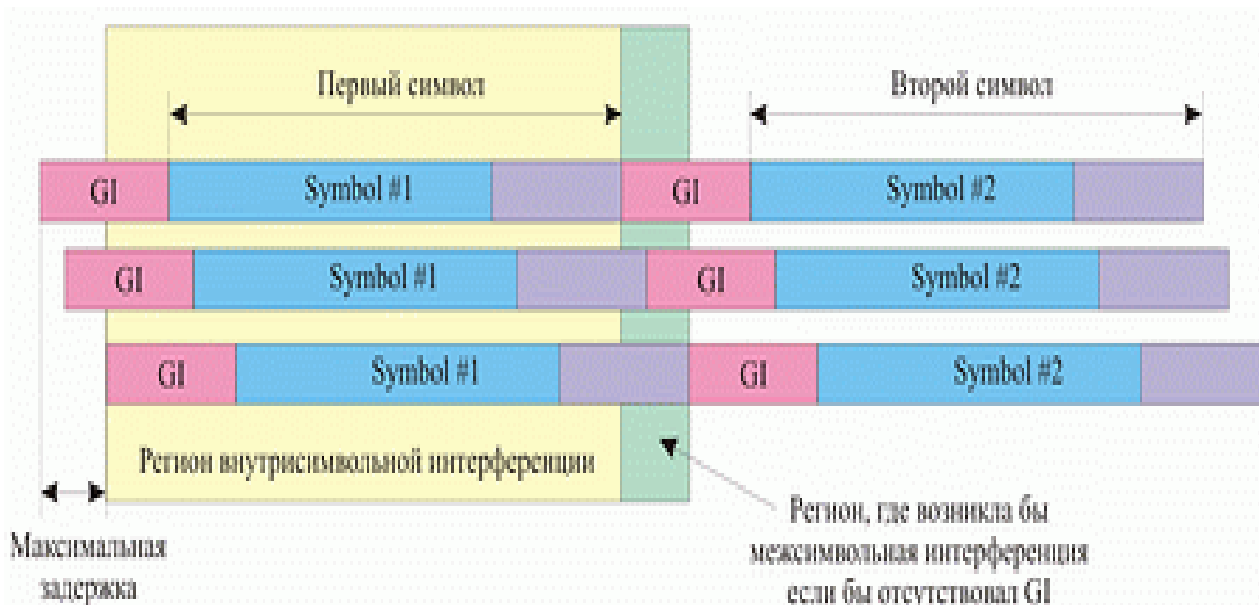 Первый символ
Второй символ
GI Symbol #1 GI Symbol #2
GI Symbol #1 GI Symbol #2
GI Symbol #1 GI Symbol #2
Регион внутрисимвольной интерференции
Максимальная
задержка
Регион, где возникла бы
межсимвольная интерференция
если бы отсутствовал GI